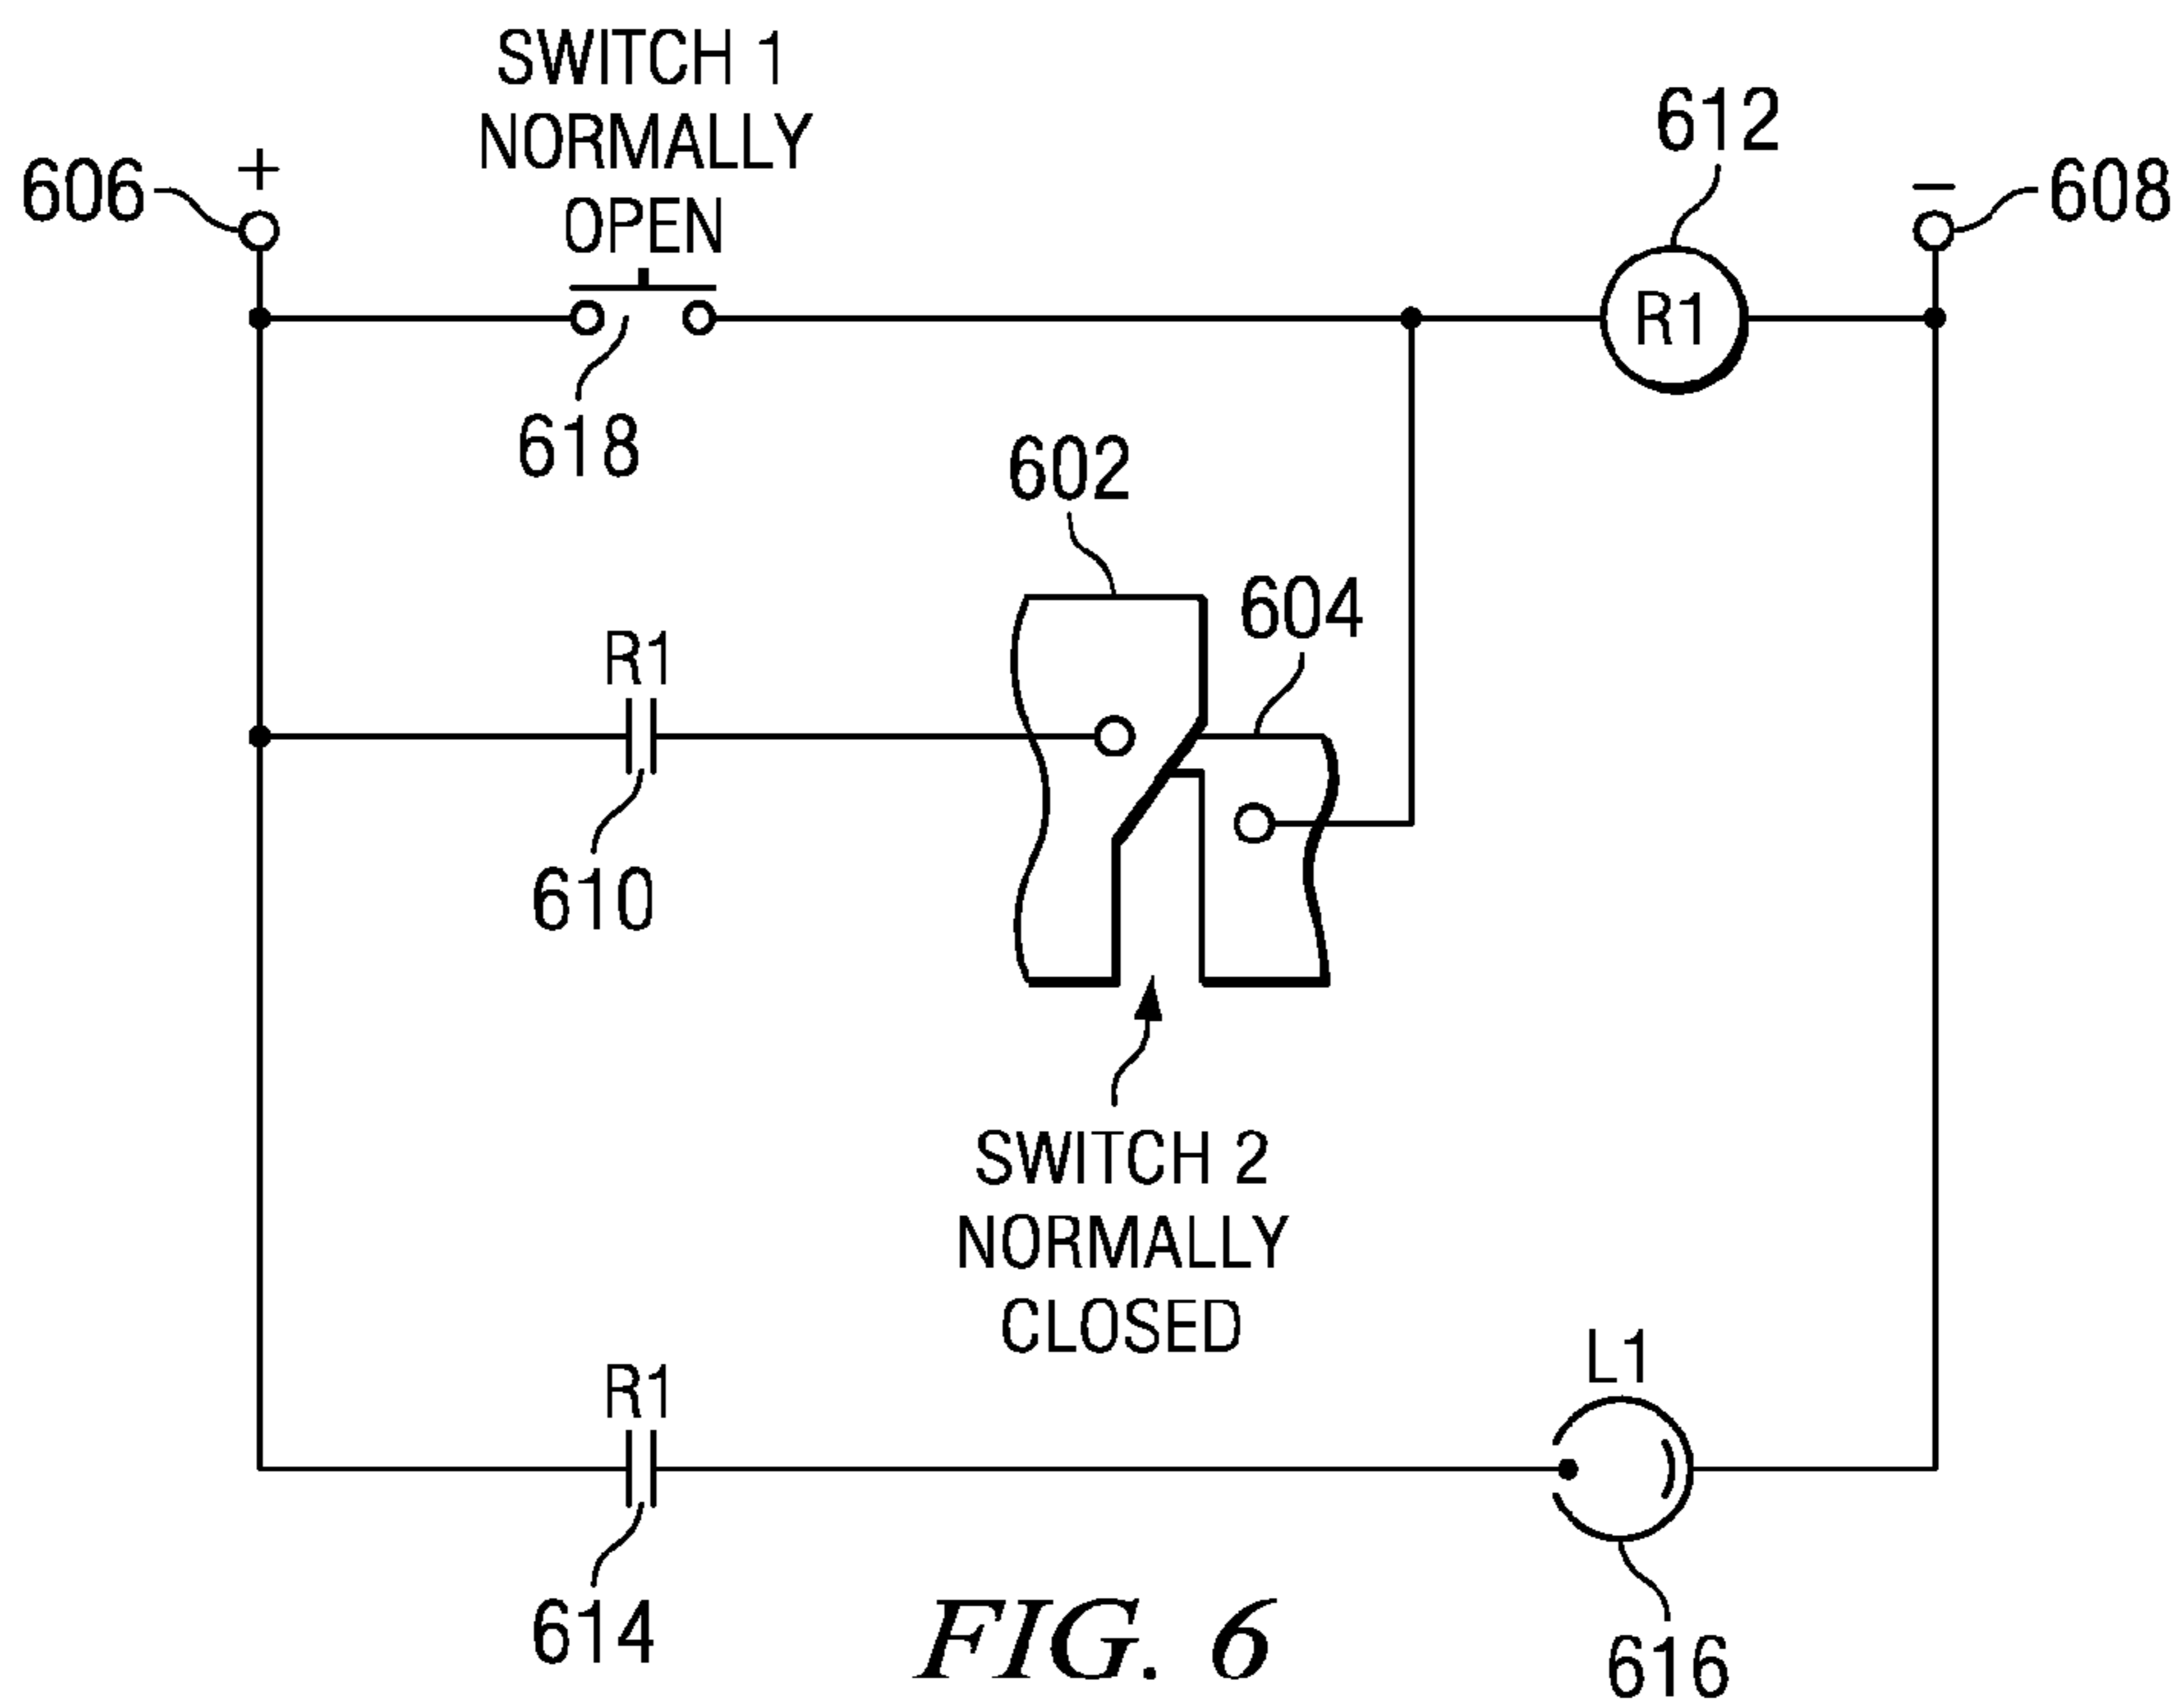 SWITCH 1
NORMALLY
OPEN
606
+
612
−
608
R1
618
602
604
R1
610
SWITCH 2
NORMALLY
CLOSED
R1
L1
614
616
FIG. 6